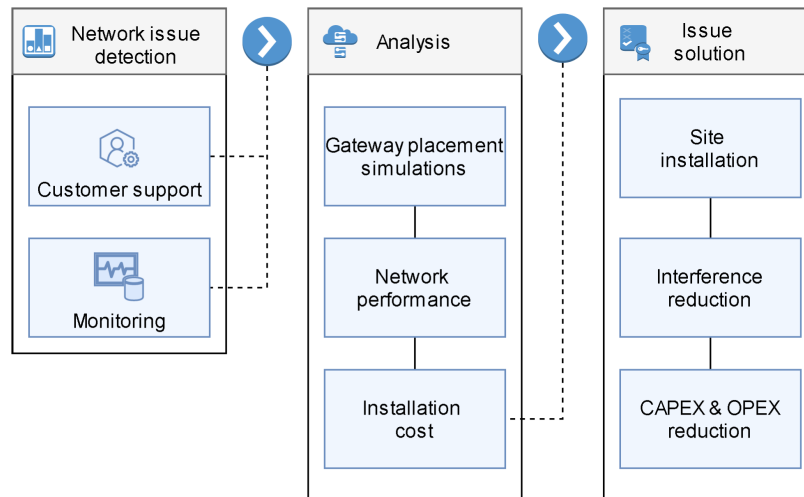 Network issue
detection
Customer support
Monitoring
Analysis
Gateway placement
simulations
Network
performance
Installation
cost
Issue
solution
Site
installation
Interference
reduction
CAPEX & OPEX
reduction